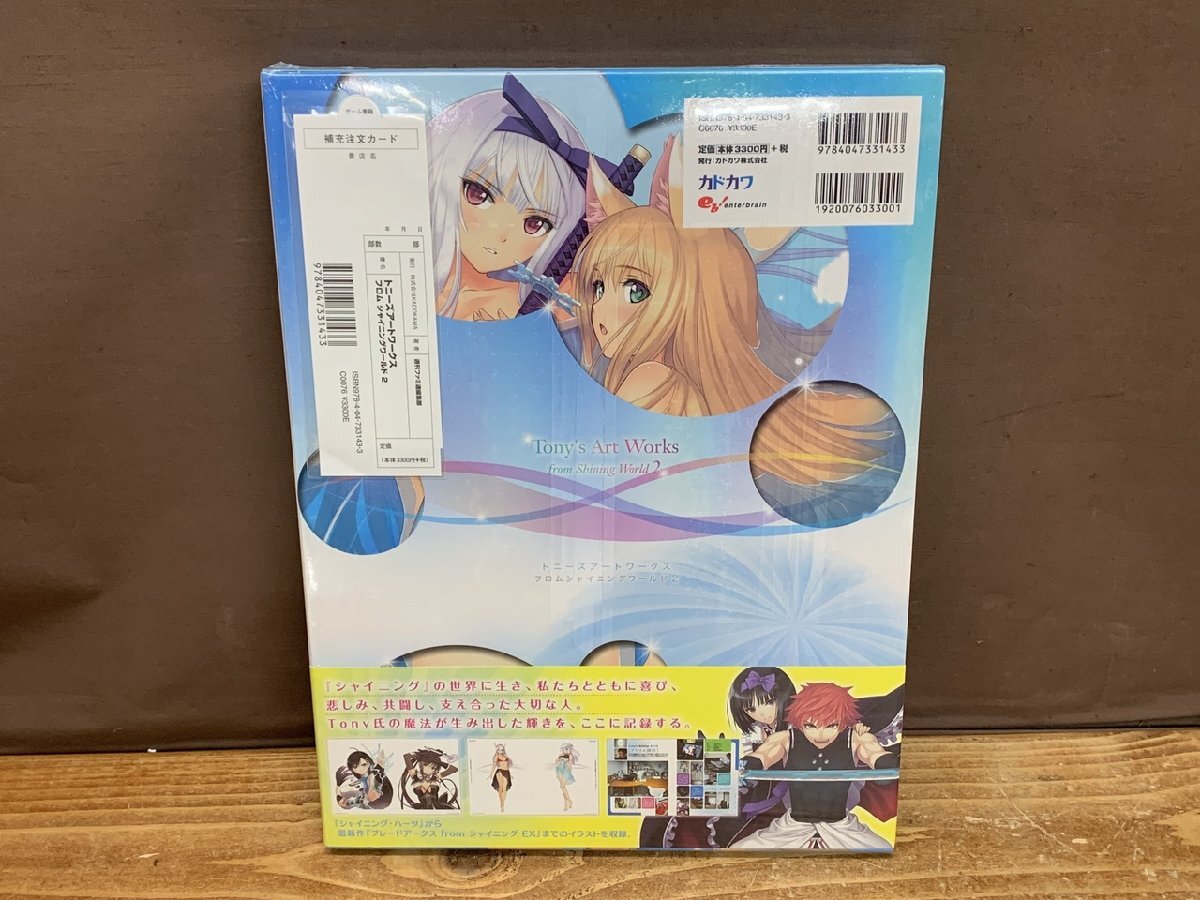 ゲーム書籍
補充注文カード
貴店名
年 月 日
部数 部
書名
トニーズアートワークス
フロム シャイニングワールド 2
発行 株式会社KADOKAWA
著者 週刊ファミ通編集部
定価 (本体 3300円+税)
9784047331433
ISBN978-4-04-733143-3
C0076 ¥3300E
ISBN978-4-04-733143-3
C0076 ¥3300E
定価 本体3300円+税
発行:カドカワ株式会社
カドカワ
eb! enterbrain
9784047331433
1920076033001
Tony's Art Works
from Shining World 2
トニーズアートワークス
フロムシャイニングワールド2
『シャイニング』の世界に生き、私たちとともに喜び、
悲しみ、共闘し、支え合った大切な人。
Tony氏の魔法が生み出した輝きを、ここに記録する。
『シャイニング・ハーツ』から
最新作『ブレードアークス from シャイニングEX』までのイラストを収録。